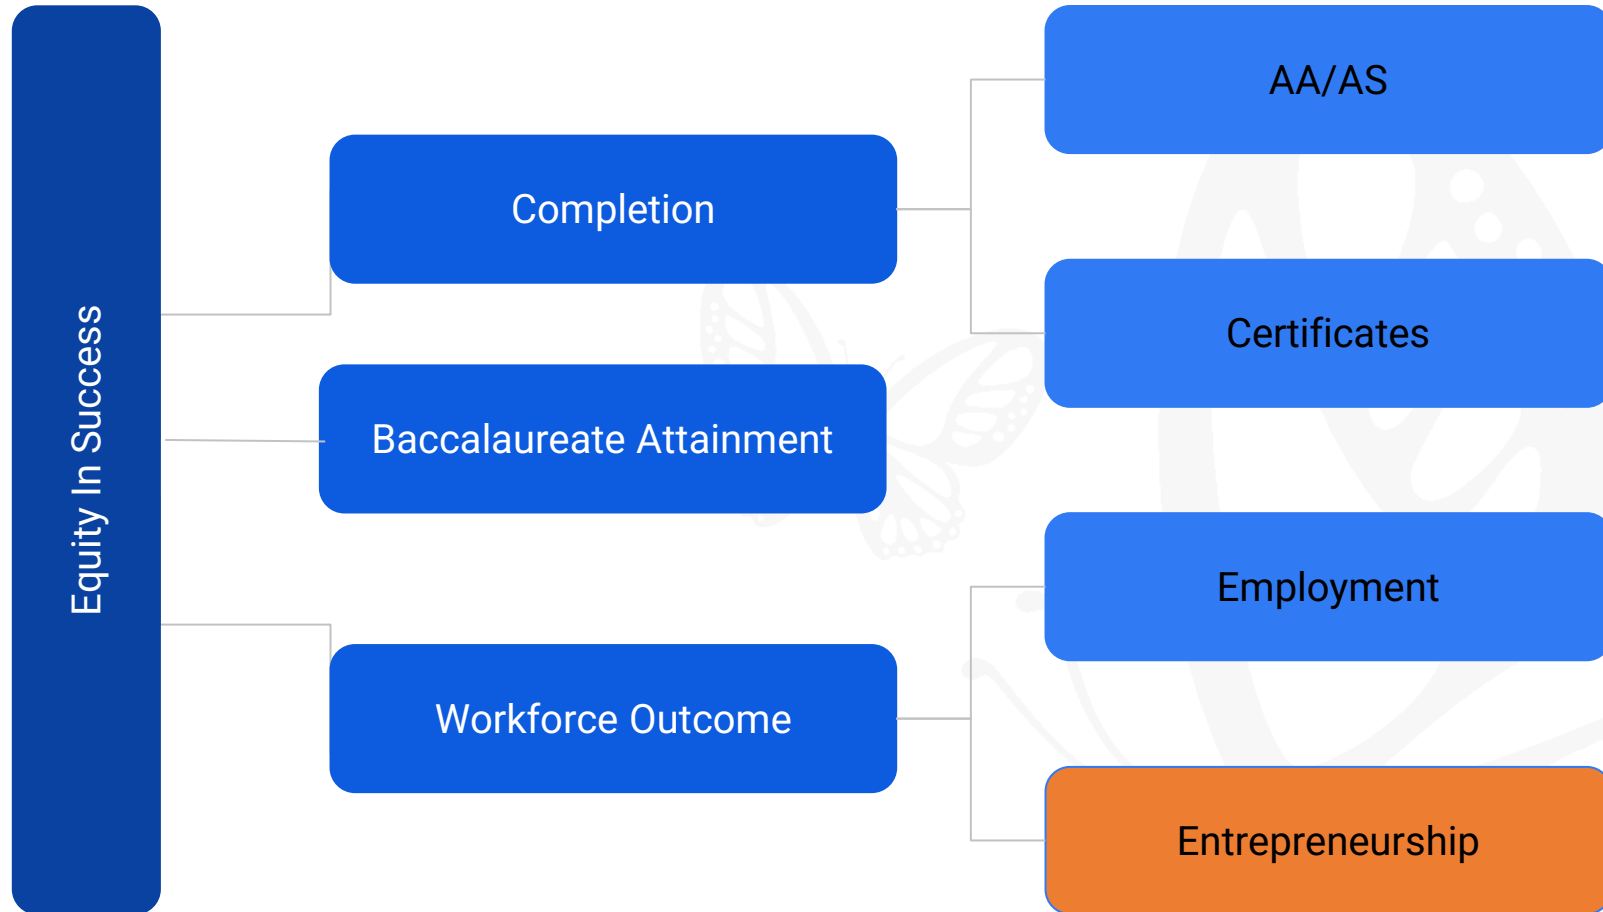 Equity In Success
Completion
Baccalaureate Attainment
Workforce Outcome
AA/AS
Certificates
Employment
Entrepreneurship